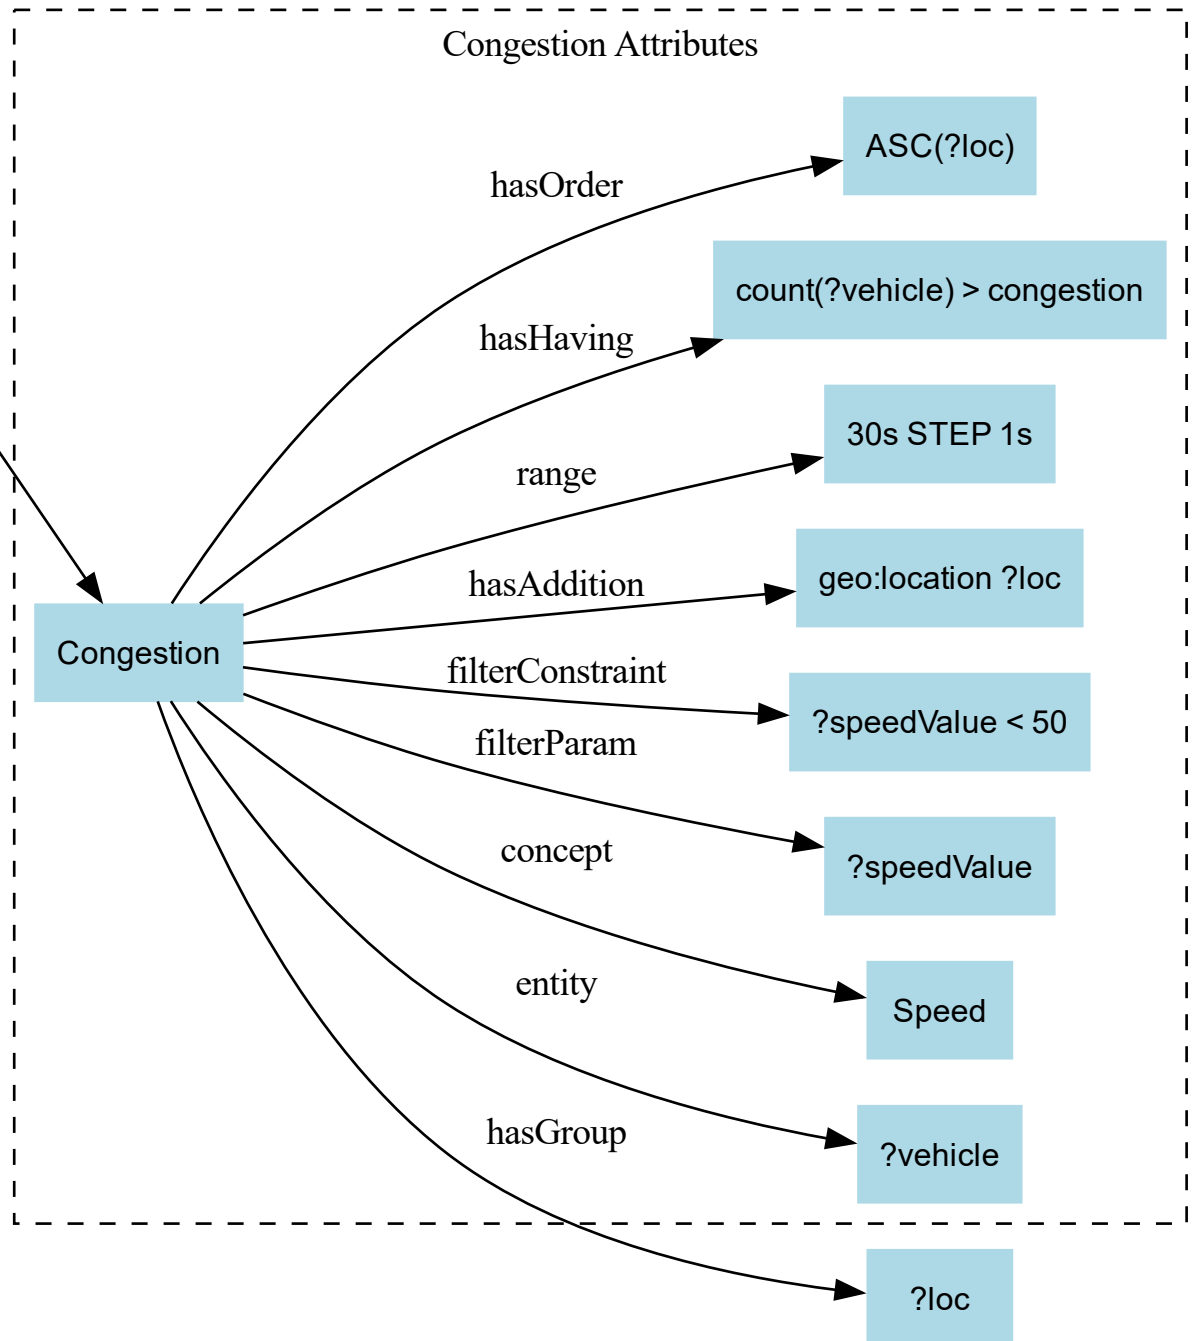 Congestion Attributes
ASC(?loc)
hasOrder
count(?vehicle) > congestion
hasHaving
30s STEP 1s
range
geo:location ?loc
hasAddition
Congestion
filterConstraint
?speedValue < 50
filterParam
?speedValue
concept
Speed
entity
?vehicle
hasGroup
?loc